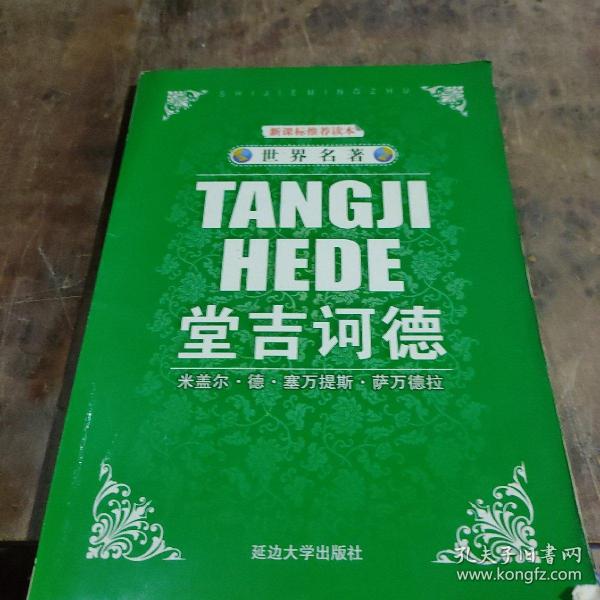 SHIJIEMINGZHU
新课标推荐读本
世界名著
TANGJI
HEDE
堂吉诃德
米盖尔·德·塞万提斯·萨万德拉
延边大学出版社
孔夫子旧书网
www.kongfz.com